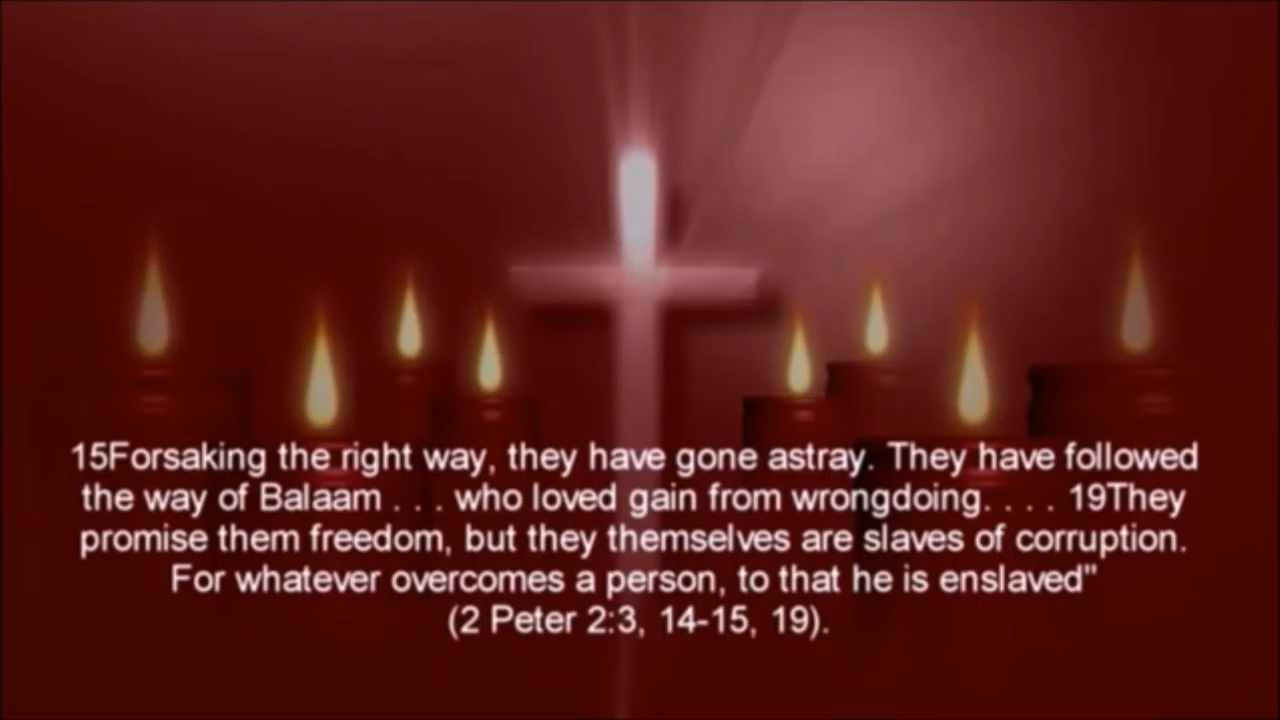 15Forsaking the right way, they have gone astray. They have followed
the way of Balaam . . . who loved gain from wrongdoing. . . . 19They
promise them freedom, but they themselves are slaves of corruption.
For whatever overcomes a person, to that he is enslaved"
(2 Peter 2:3, 14-15, 19).